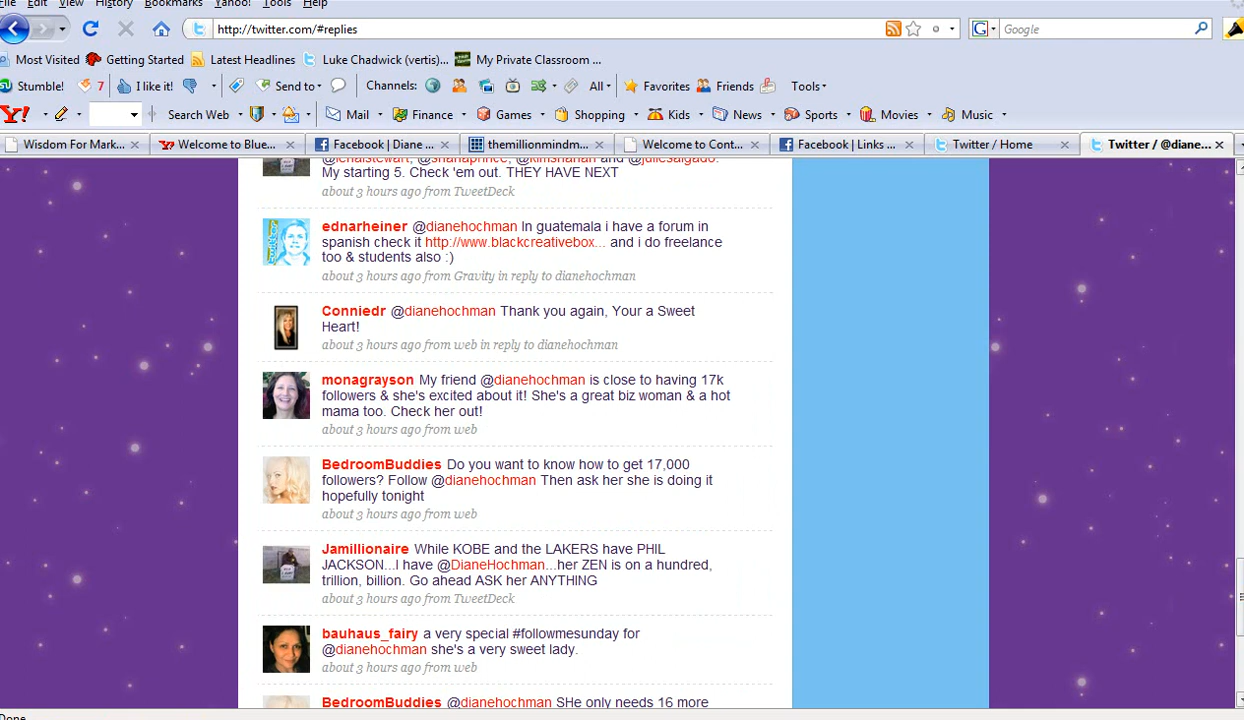 File Edit View History Bookmarks Yahoo! Tools Help
http://twitter.com/#replies Google
Most Visited Getting Started Latest Headlines Luke Chadwick (vertis)... My Private Classroom ...
Stumble! 7 I like it! Send to Channels: All Favorites Friends Tools
Y! Search Web Mail Finance Games Shopping Kids News Sports Movies Music
Wisdom For Mark... Welcome to Blue... Facebook | Diane ... themillionmindm... Welcome to Cont... Facebook | Links ... Twitter / Home Twitter / @diane...
@lenaistewart, @shanaprince, @kimshanan and @juliesalgado.
My starting 5. Check 'em out. THEY HAVE NEXT
about 3 hours ago from TweetDeck
ednarheiner @dianehochman In guatemala i have a forum in
spanish check it http://www.blackcreativebox... and i do freelance
too & students also :)
about 3 hours ago from Gravity in reply to dianehochman
Conniedr @dianehochman Thank you again, Your a Sweet
Heart!
about 3 hours ago from web in reply to dianehochman
monagrayson My friend @dianehochman is close to having 17k
followers & she's excited about it! She's a great biz woman & a hot
mama too. Check her out!
about 3 hours ago from web
BedroomBuddies Do you want to know how to get 17,000
followers? Follow @dianehochman Then ask her she is doing it
hopefully tonight
about 3 hours ago from web
Jamillionaire While KOBE and the LAKERS have PHIL
JACKSON...I have @DianeHochman...her ZEN is on a hundred,
trillion, billion. Go ahead ASK her ANYTHING
about 3 hours ago from TweetDeck
bauhaus_fairy a very special #followmesunday for
@dianehochman she's a very sweet lady.
about 3 hours ago from web
BedroomBuddies @dianehochman SHe only needs 16 more
Done